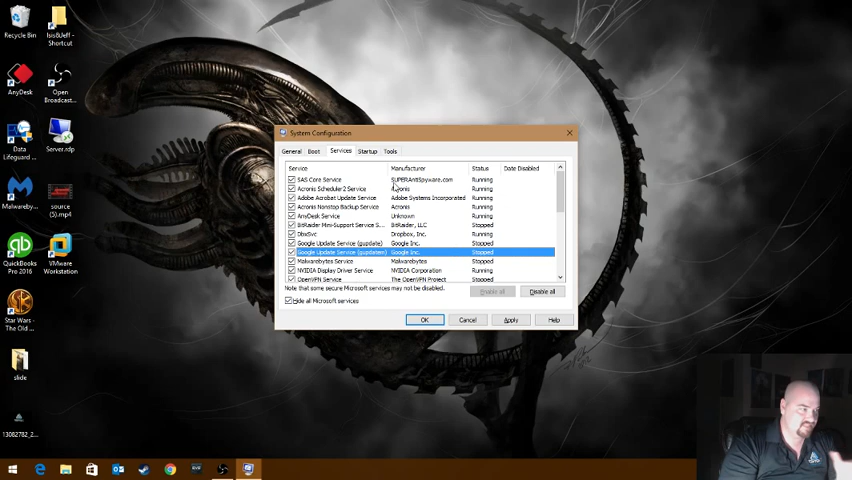 Recycle Bin
Isis&Jeff -
Shortcut
AnyDesk
Open
Broadcast...
Data
Lifeguard ...
Server.rdp
Malwareby...
source
(5).mp4
QuickBooks
Pro 2016
VMware
Workstation
Star Wars -
The Old ...
slide
13082782_2...
System Configuration
General Boot Services Startup Tools
Service Manufacturer Status Date Disabled
SAS Core Service SUPERAntiSpyware.com Running
Acronis Scheduler2 Service Acronis Running
Adobe Acrobat Update Service Adobe Systems Incorporated Running
Acronis Nonstop Backup Service Acronis Running
AnyDesk Service Unknown Running
BitRaider Mini-Support Service S... BitRaider, LLC Stopped
DbxSvc Dropbox, Inc. Running
Google Update Service (gupdate) Google Inc. Stopped
Google Update Service (gupdatem) Google Inc. Stopped
Malwarebytes Service Malwarebytes Stopped
NVIDIA Display Driver Service NVIDIA Corporation Running
OpenVPN Service The OpenVPN Project Stopped
Note that some secure Microsoft services may not be disabled.
Enable all Disable all
Hide all Microsoft services
OK Cancel Apply Help